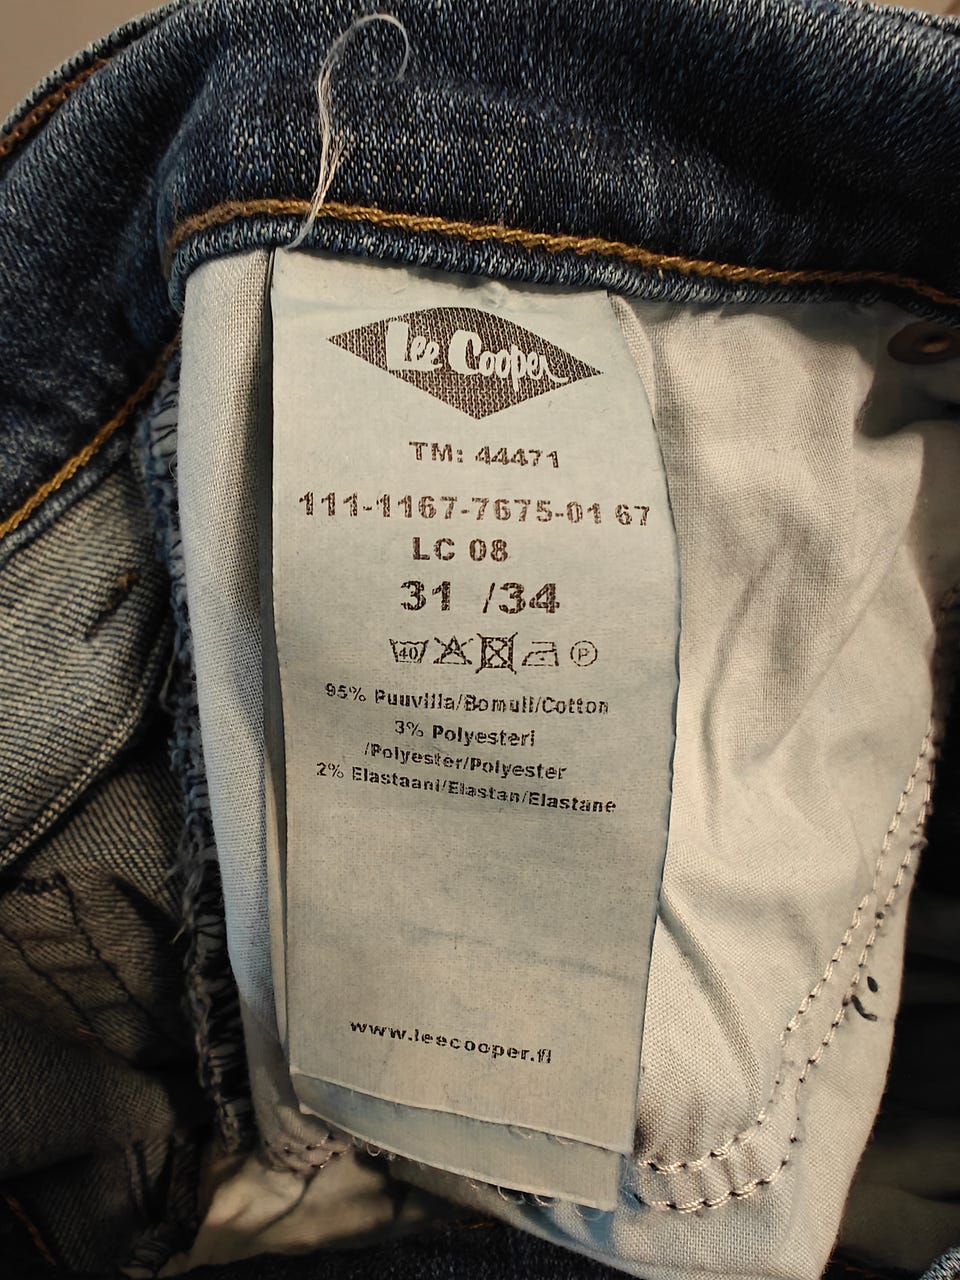 Lee Cooper
TM: 44471
111-1167-7675-01 67
LC 08
31 /34
40 P
95% Puuvilla/Bomull/Cotton
3% Polyesteri
/Polyester/Polyester
2% Elastaani/Elastan/Elastane
www.leecooper.fi